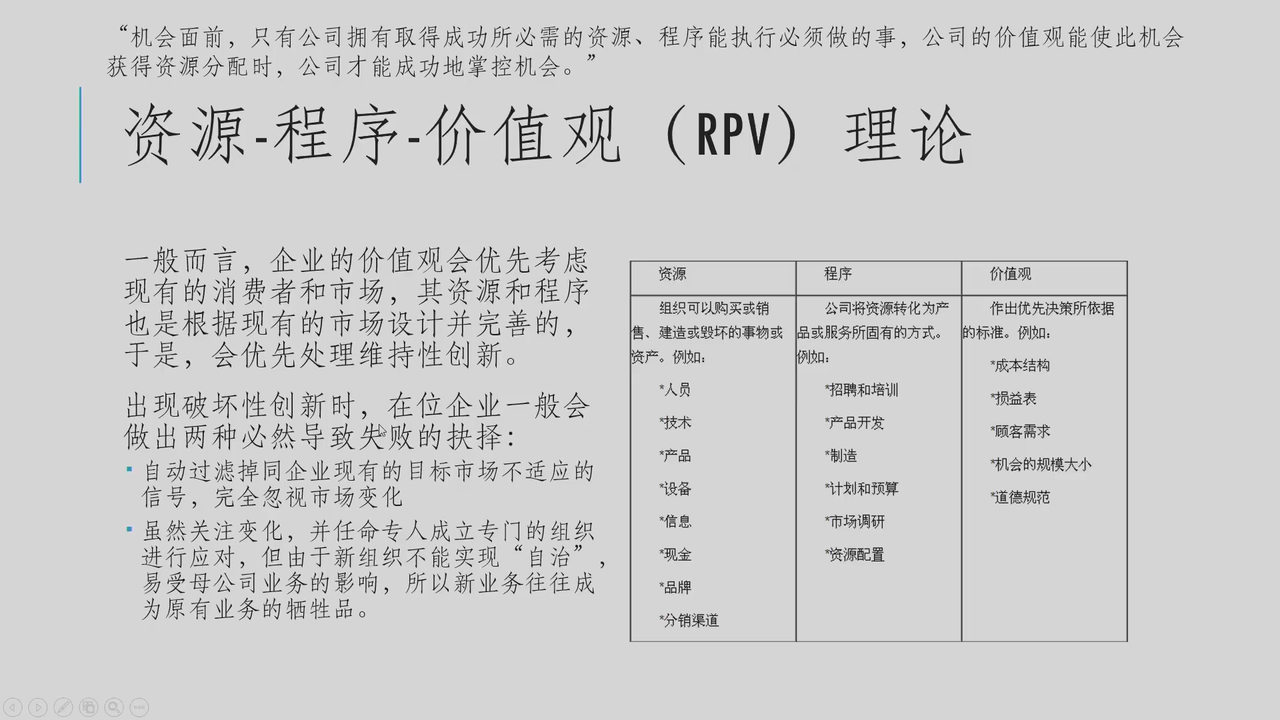 “机会面前，只有公司拥有取得成功所必需的资源、程序能执行必须做的事，公司的价值观能使此机会
获得资源分配时，公司才能成功地掌控机会。”
资源-程序-价值观（RPV）理论
一般而言，企业的价值观会优先考虑
现有的消费者和市场，其资源和程序
也是根据现有的市场设计并完善的，
于是，会优先处理维持性创新。
出现破坏性创新时，在位企业一般会
做出两种必然导致失败的抉择：
▪ 自动过滤掉同企业现有的目标市场不适应的
信号，完全忽视市场变化
▪ 虽然关注变化，并任命专人成立专门的组织
进行应对，但由于新组织不能实现“自治”，
易受母公司业务的影响，所以新业务往往成
为原有业务的牺牲品。
资源
组织可以购买或销
售、建造或毁坏的事物或
资产。例如：
*人员
*技术
*产品
*设备
*信息
*现金
*品牌
*分销渠道
程序
公司将资源转化为产
品或服务所固有的方式。
例如：
*招聘和培训
*产品开发
*制造
*计划和预算
*市场调研
*资源配置
价值观
作出优先决策所依据
的标准。例如：
*成本结构
*损益表
*顾客需求
*机会的规模大小
*道德规范